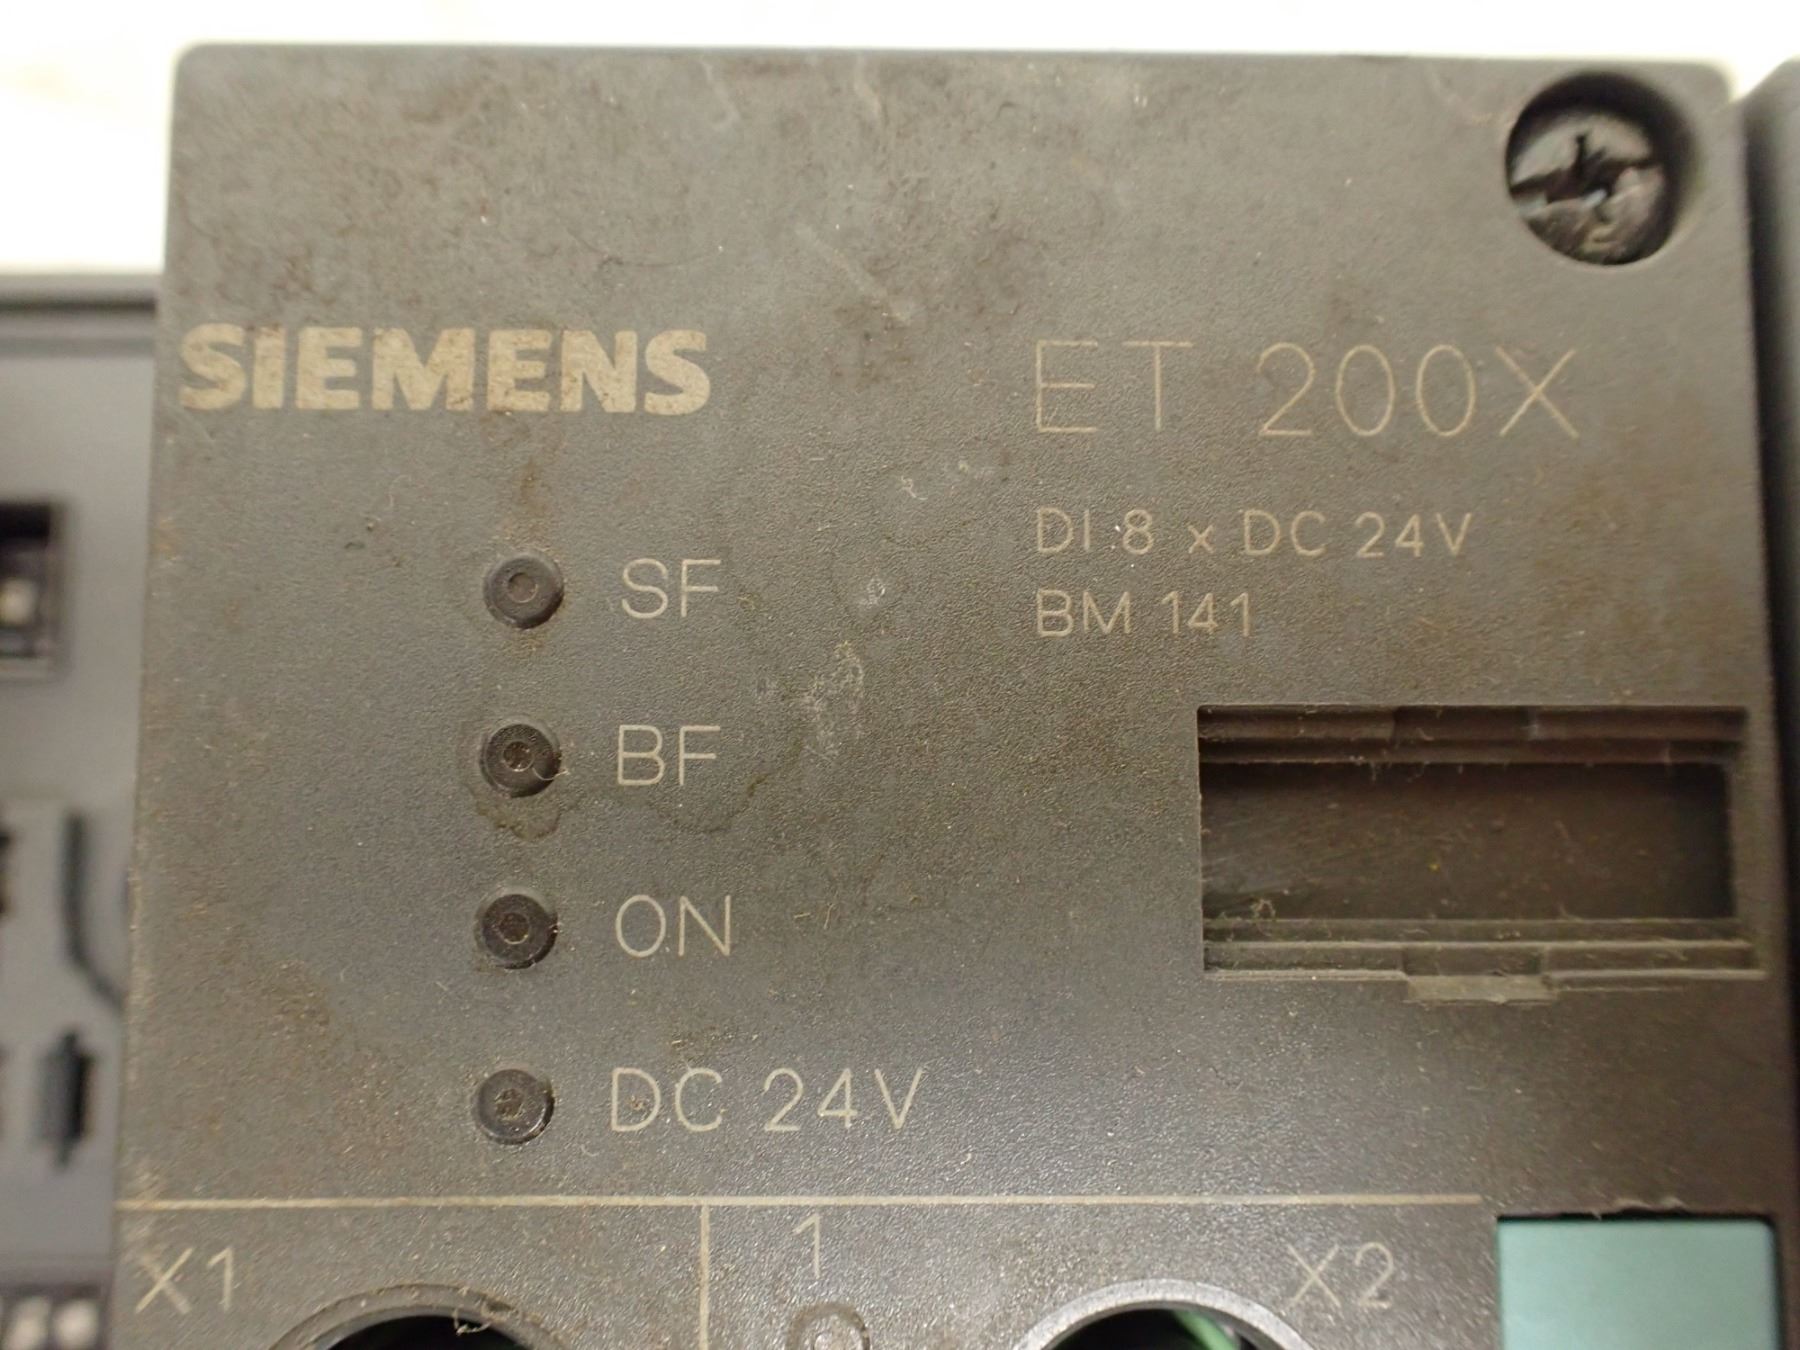 SIEMENS
ET 200X
DI 8 x DC 24V
BM 141
SF
BF
ON
DC 24V
X1
1
X2